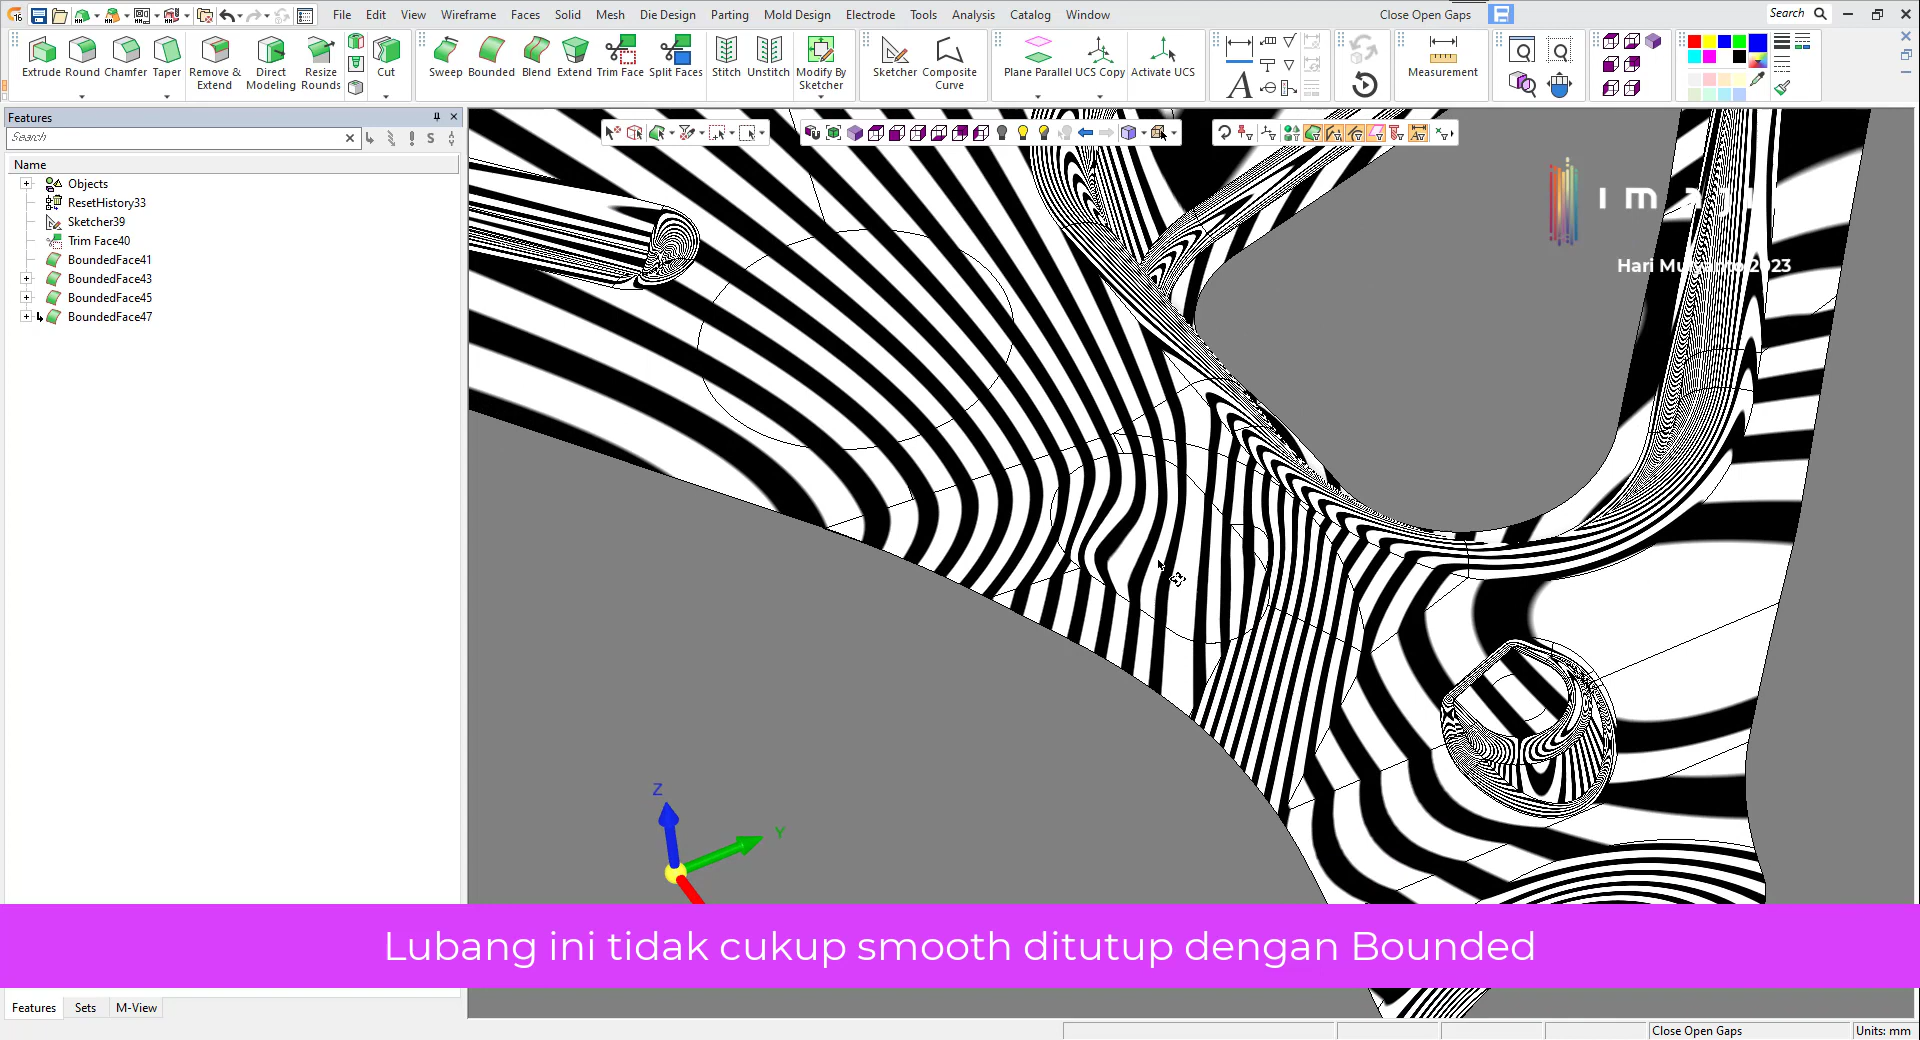 File Edit View Wireframe Faces Solid Mesh Die Design Parting Mold Design Electrode Tools Analysis Catalog Window
Close Open Gaps
Search
Extrude Round Chamfer Taper Remove & Extend Direct Modeling Resize Rounds Cut
Sweep Bounded Blend Extend Trim Face Split Faces Stitch Unstitch Modify By Sketcher
Sketcher Composite Curve
Plane Parallel UCS Copy Activate UCS
Measurement
Features
Search
Name
Objects
ResetHistory33
Sketcher39
Trim Face40
BoundedFace41
BoundedFace43
BoundedFace45
BoundedFace47
2023
Z
Y
Lubang ini tidak cukup smooth ditutup dengan Bounded
Features Sets M-View
Close Open Gaps
Units: mm